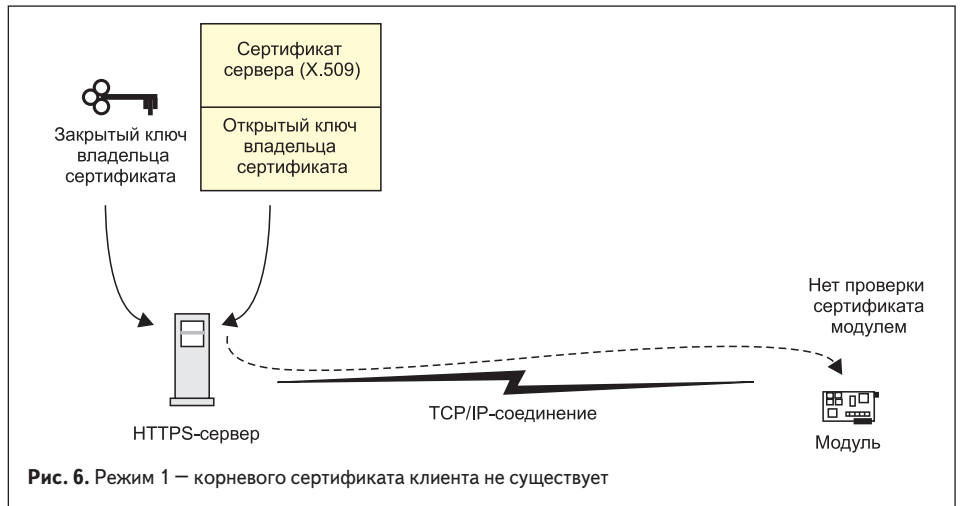 Сертификат
сервера (X.509)
Закрытый ключ
владельца
сертификата
Открытый ключ
владельца
сертификата
Нет проверки
сертификата
модулем
HTTPS-сервер
TCP/IP-соединение
Модуль
Рис. 6. Режим 1 — корневого сертификата клиента не существует